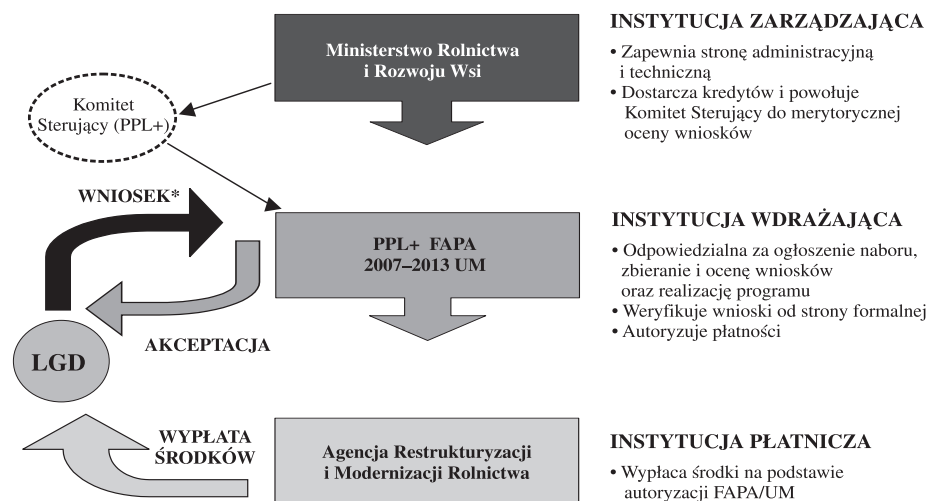 Ministerstwo Rolnictwa
i Rozwoju Wsi
INSTYTUCJA ZARZĄDZAJĄCA
• Zapewnia stronę administracyjną
i techniczną
• Dostarcza kredytów i powołuje
Komitet Sterujący do merytorycznej
oceny wniosków
Komitet
Sterujący (PPL+)
WNIOSEK*
PPL+ FAPA
2007–2013 UM
INSTYTUCJA WDRAŻAJĄCA
• Odpowiedzialna za ogłoszenie naboru,
zbieranie i ocenę wniosków
oraz realizację programu
• Weryfikuje wnioski od strony formalnej
• Autoryzuje płatności
AKCEPTACJA
LGD
WYPŁATA
ŚRODKÓW
Agencja Restrukturyzacji
i Modernizacji Rolnictwa
INSTYTUCJA PŁATNICZA
• Wypłaca środki na podstawie
autoryzacji FAPA/UM